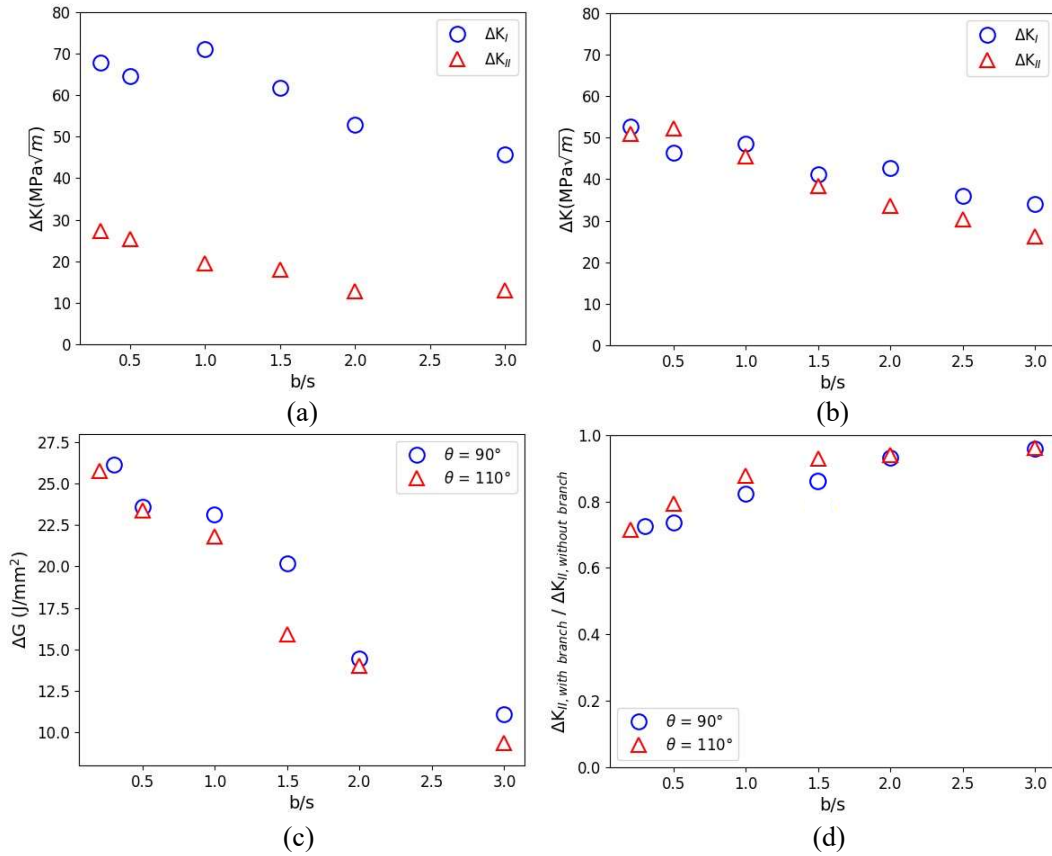 80
70
60
50
40
30
20
10
0
ΔK(MPa√m)
ΔK_I
ΔK_II
0.5 1.0 1.5 2.0 2.5 3.0
b/s
(a)
80
70
60
50
40
30
20
10
0
ΔK(MPa√m)
ΔK_I
ΔK_II
0.5 1.0 1.5 2.0 2.5 3.0
b/s
(b)
27.5
25.0
22.5
20.0
17.5
15.0
12.5
10.0
ΔG (J/mm²)
θ = 90°
θ = 110°
0.5 1.0 1.5 2.0 2.5 3.0
b/s
(c)
1.0
0.8
0.6
0.4
0.2
0.0
ΔK_II, with branch / ΔK_II, without branch
θ = 90°
θ = 110°
0.5 1.0 1.5 2.0 2.5 3.0
b/s
(d)